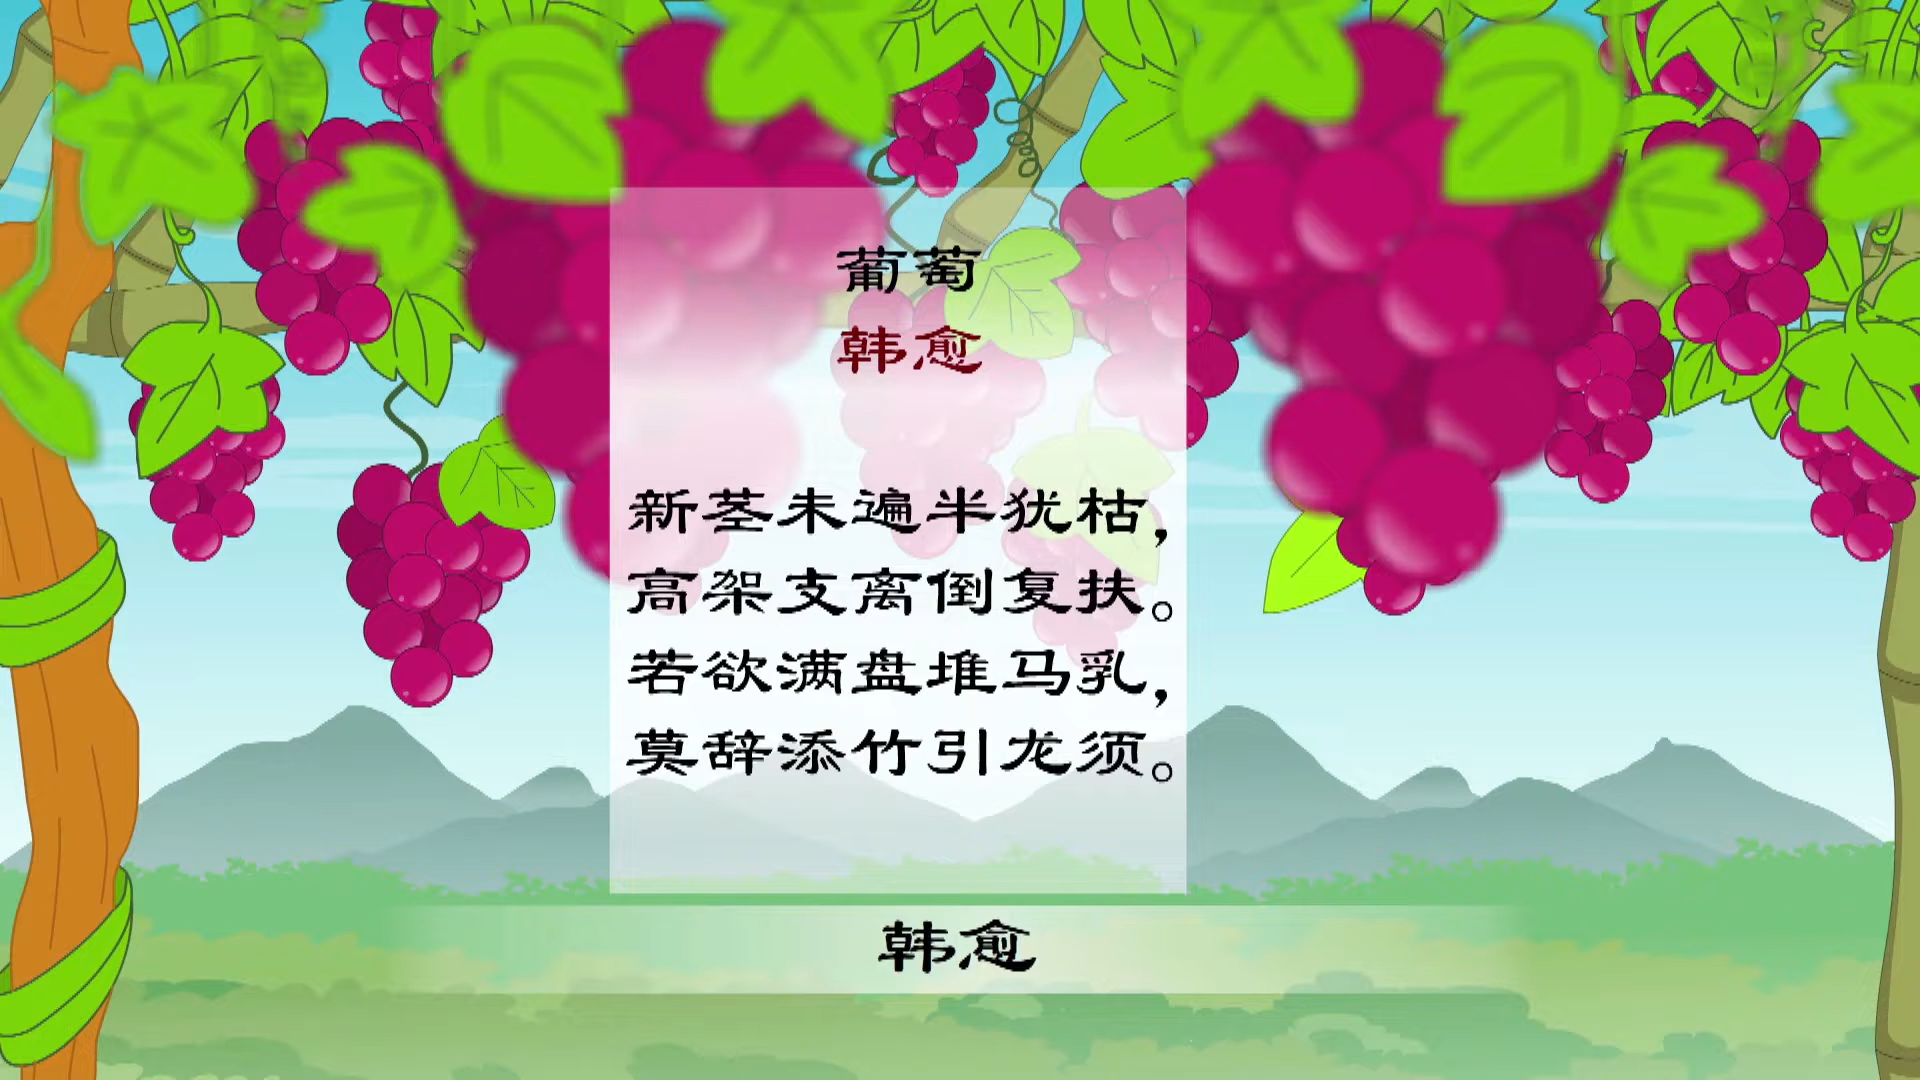 葡萄
韩愈
新茎未遍半犹枯，
高架支离倒复扶。
若欲满盘堆马乳，
莫辞添竹引龙须。
韩愈